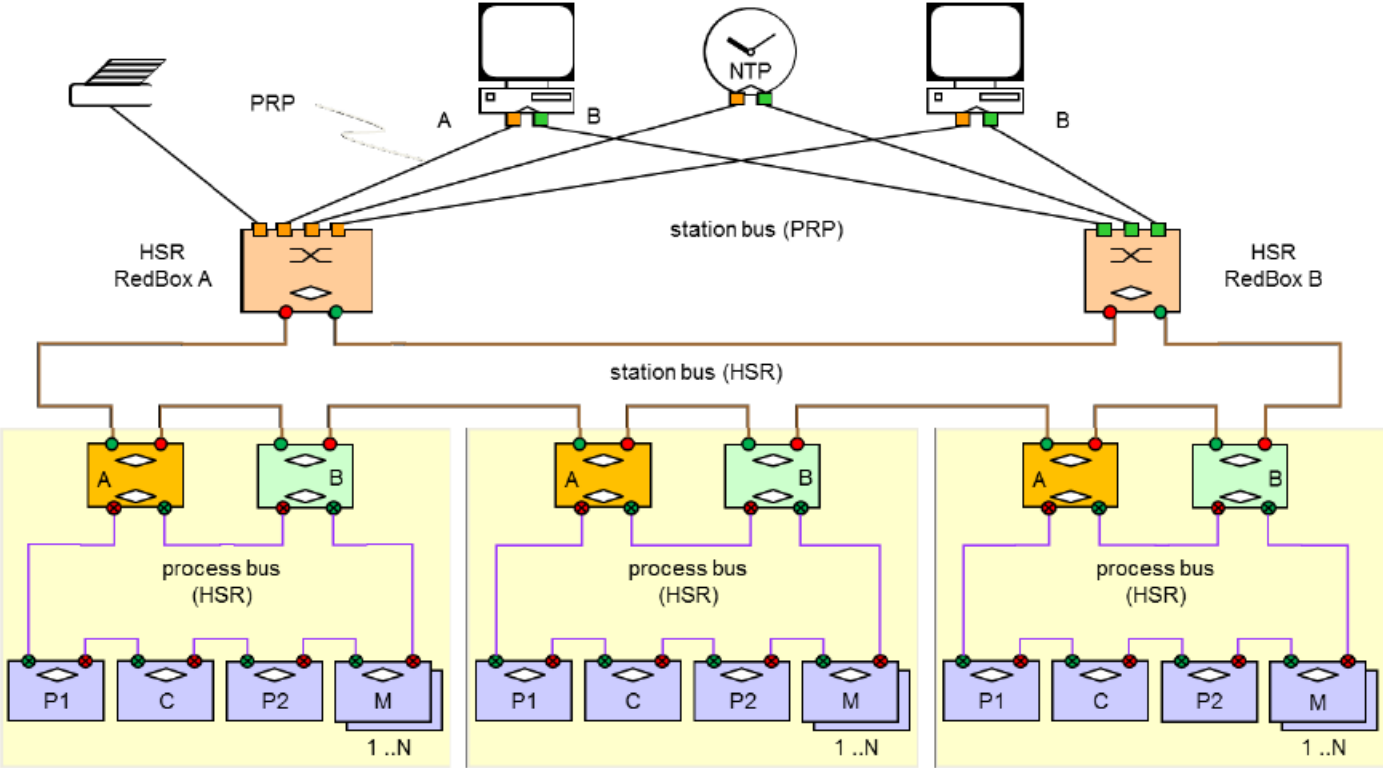 NTP
PRP
A
B
B
station bus (PRP)
HSR
RedBox A
HSR
RedBox B
station bus (HSR)
A
B
A
B
A
B
process bus
(HSR)
process bus
(HSR)
process bus
(HSR)
P1
C
P2
M
P1
C
P2
M
P1
C
P2
M
1 ..N
1 ..N
1 ..N